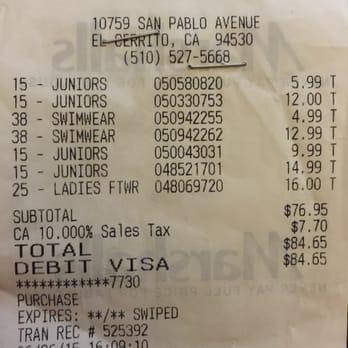 10759 SAN PABLO AVENUE
EL CERRITO, CA 94530
(510) 527-5668
15 - JUNIORS 050580820 5.99 T
15 - JUNIORS 050330753 12.00 T
38 - SWIMWEAR 050942255 4.99 T
38 - SWIMWEAR 050942262 12.99 T
15 - JUNIORS 050043031 9.99 T
15 - JUNIORS 048521701 14.99 T
25 - LADIES FTWR 048069720 16.00 T
SUBTOTAL $76.95
CA 10.000% Sales Tax $7.70
TOTAL $84.65
DEBIT VISA $84.65
************7730
PURCHASE
EXPIRES: **/** SWIPED
TRAN REC # 525392
16:09:10